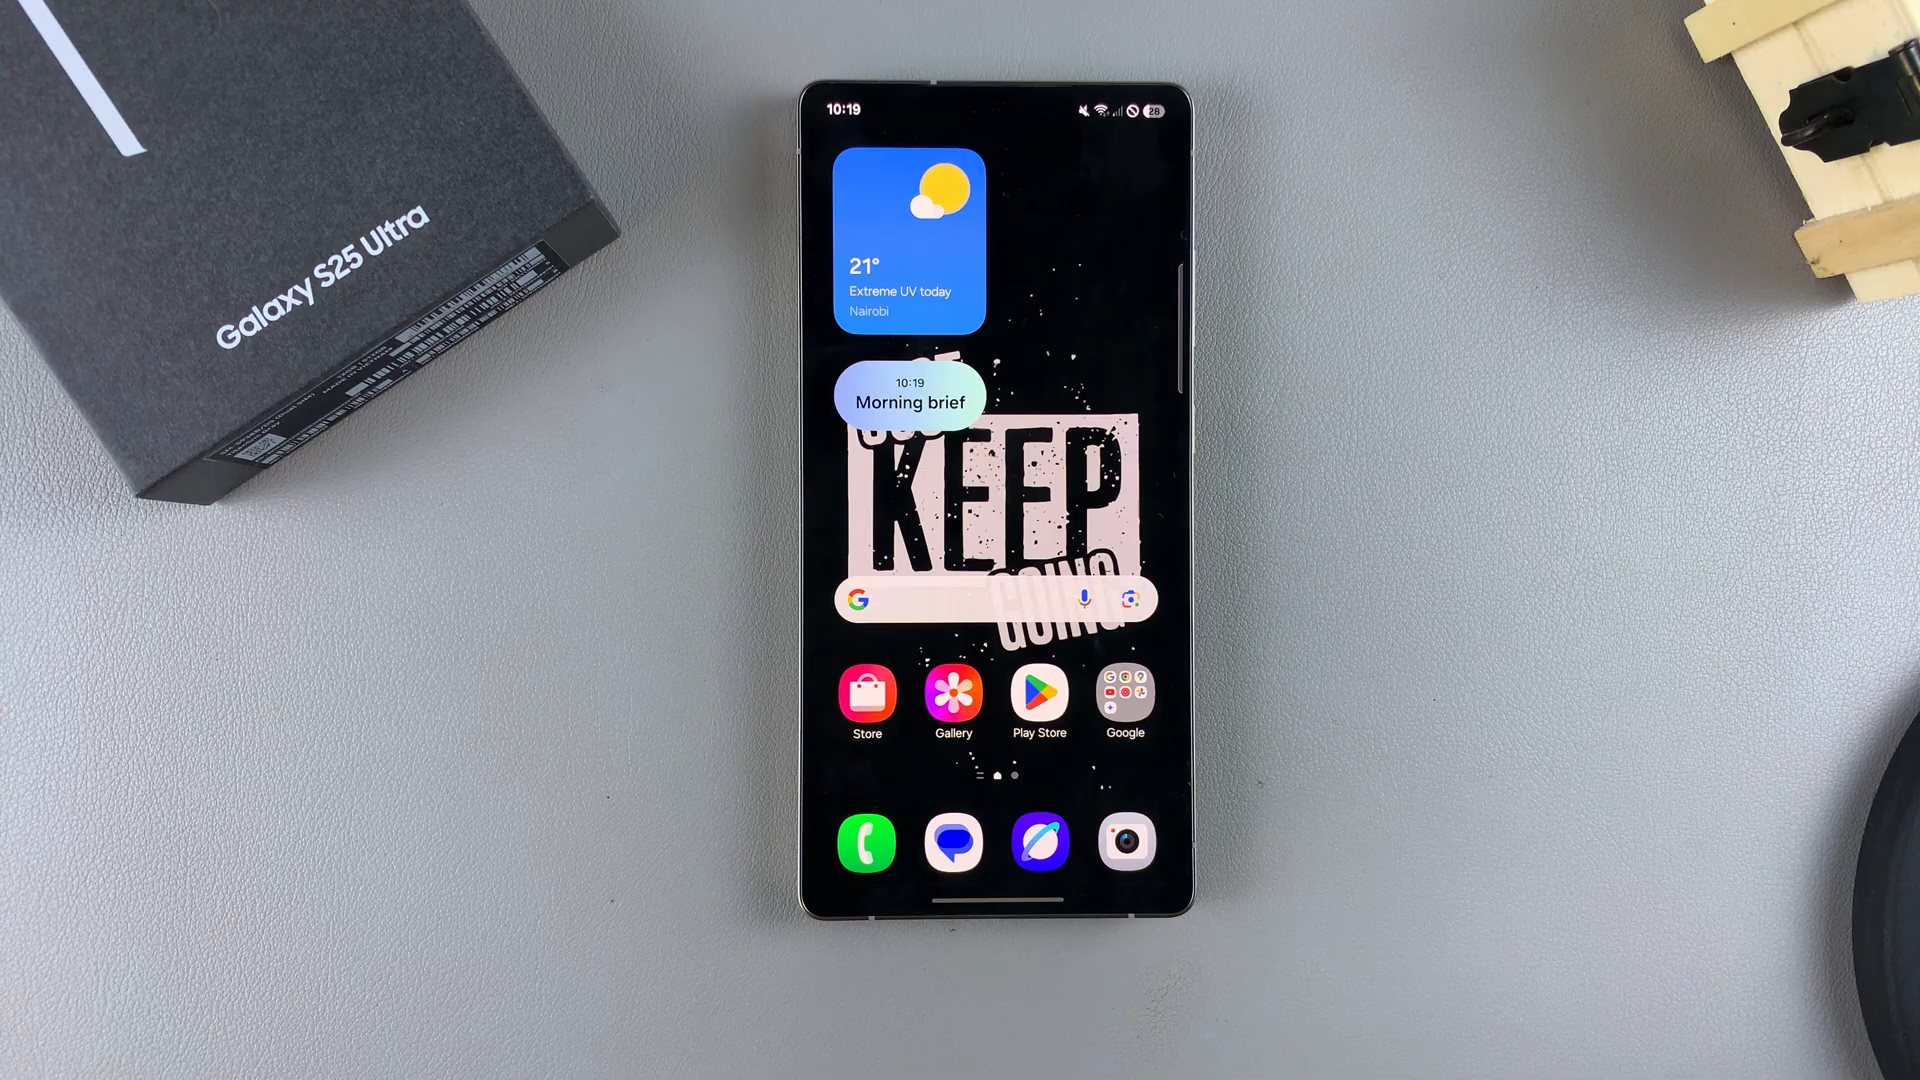 Galaxy S25 Ultra
10:19
28
21°
Extreme UV today
Nairobi
10:19
Morning brief
KEEP
GOING
Store
Gallery
Play Store
Google